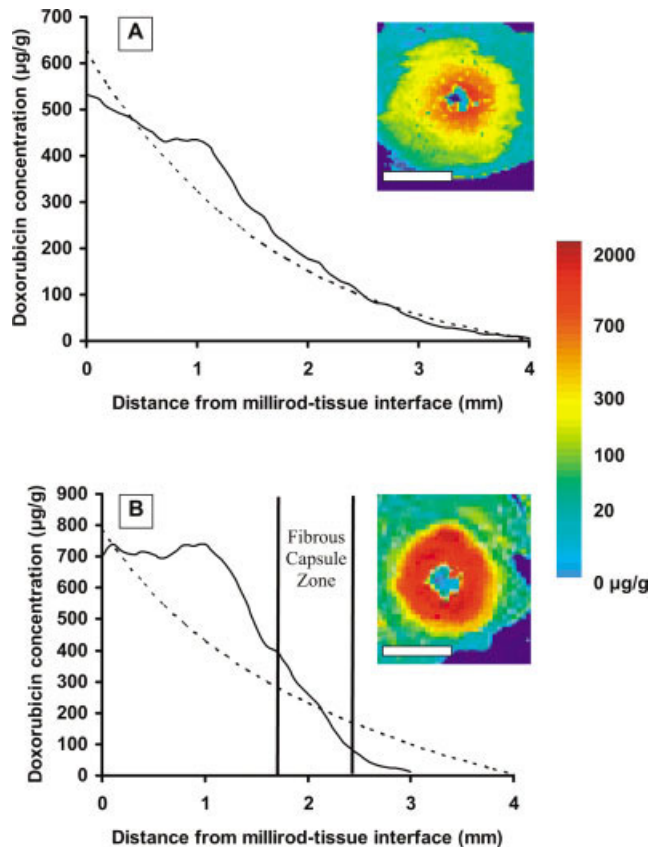 A
Doxorubicin concentration (µg/g)
700
600
500
400
300
200
100
0
0 1 2 3 4
Distance from millirod-tissue interface (mm)
2000
700
300
100
20
0 µg/g
B
Doxorubicin concentration (µg/g)
900
800
700
600
500
400
300
200
100
0
Fibrous
Capsule
Zone
0 1 2 3 4
Distance from millirod-tissue interface (mm)